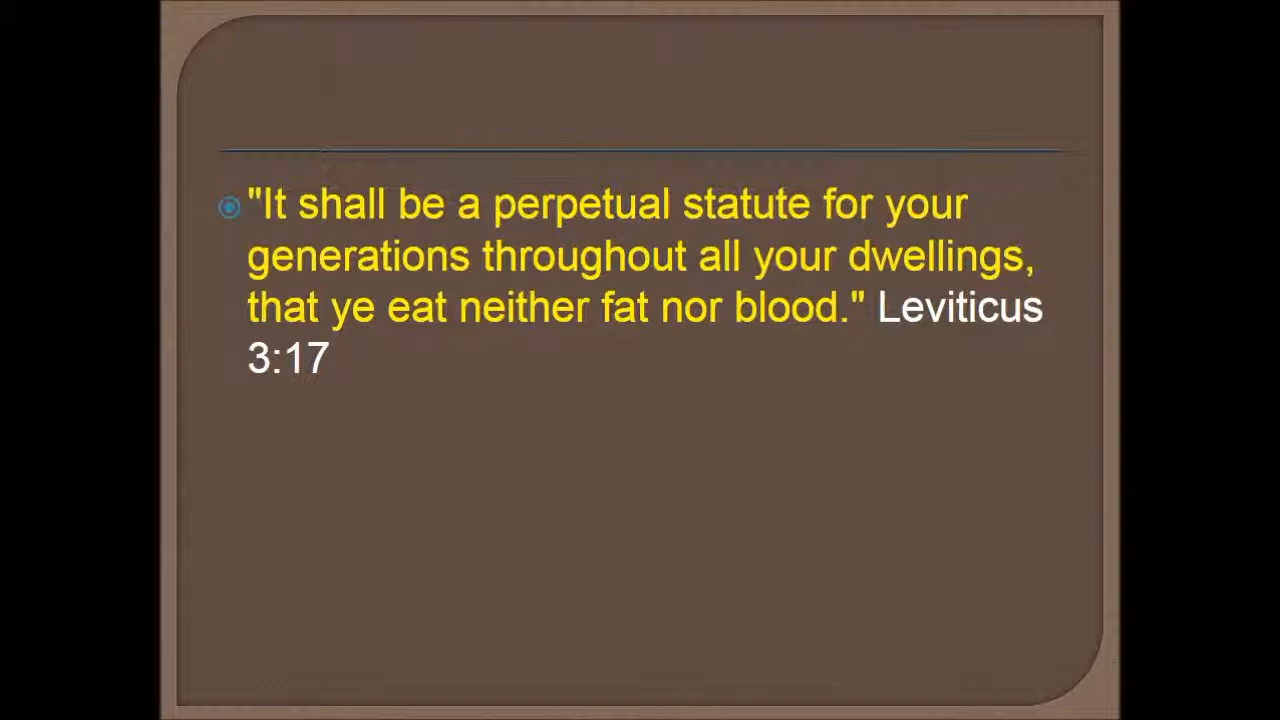 "It shall be a perpetual statute for your
generations throughout all your dwellings,
that ye eat neither fat nor blood." Leviticus
3:17